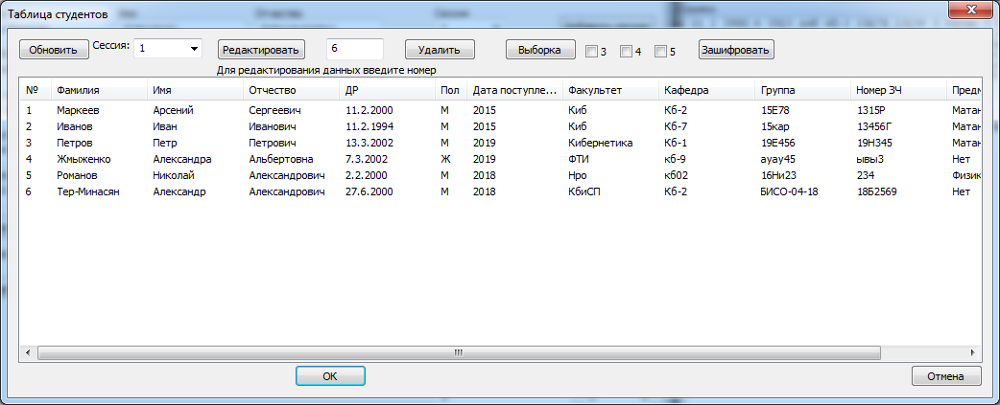 Таблица студентов
Обновить Сессия: 1 Редактировать 6 Удалить Выборка 3 4 5 Зашифровать
Для редактирования данных введите номер
№ Фамилия Имя Отчество ДР Пол Дата поступле... Факультет Кафедра Группа Номер ЗЧ Предм
1 Маркеев Арсений Сергеевич 11.2.2000 М 2015 Киб Кб-2 15Е78 1315Р Матан
2 Иванов Иван Иванович 11.2.1994 М 2015 Киб Кб-7 15кар 13456Г Матан
3 Петров Петр Петрович 13.3.2002 М 2019 Кибернетика Кб-1 19Е456 19Н345 Матан
4 Жмыженко Александра Альбертовна 7.3.2002 Ж 2019 ФТИ кб-9 ауау45 ывы3 Нет
5 Романов Николай Александрович 2.2.2000 М 2018 Нро кб02 16Ни23 234 Физик
6 Тер-Минасян Александр Александрович 27.6.2000 М 2018 КбиСП Кб-2 БИСО-04-18 18Б2569 Нет
ОК Отмена